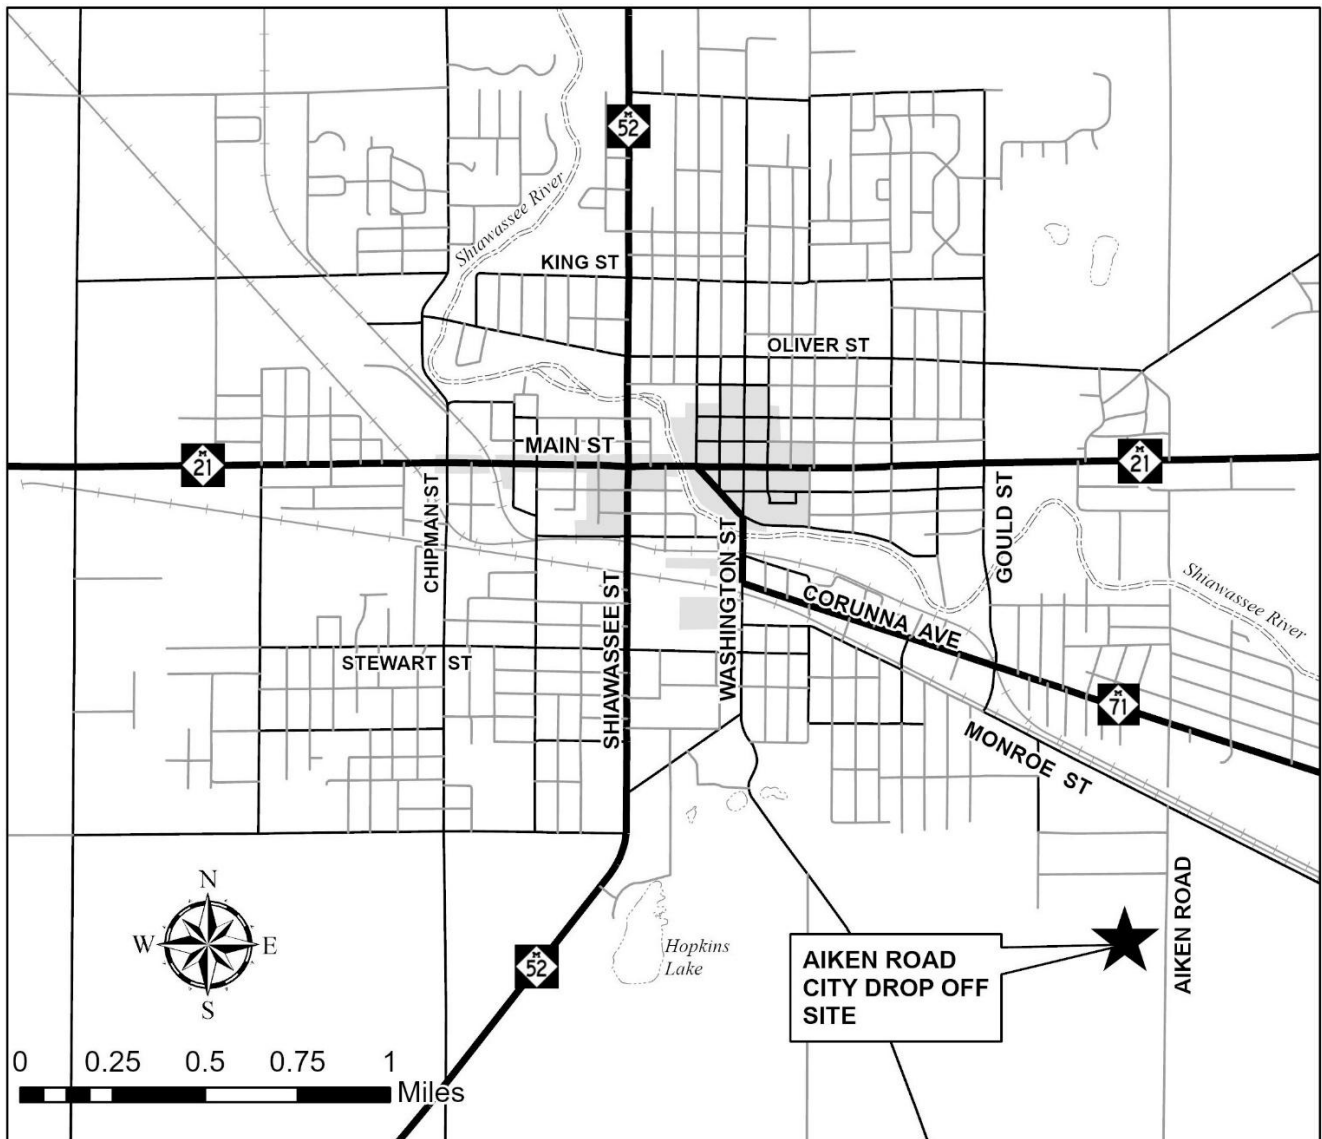 M
52
Shiawassee River
KING ST
OLIVER ST
MAIN ST
M
21
M
21
CHIPMAN ST
GOULD ST
WASHINGTON ST
SHIAWASSEE ST
Shiawassee River
CORUNNA AVE
STEWART ST
M
71
MONROE ST
AIKEN ROAD
N
W
E
S
Hopkins
Lake
M
52
AIKEN ROAD
CITY DROP OFF
SITE
0 0.25 0.5 0.75 1
Miles